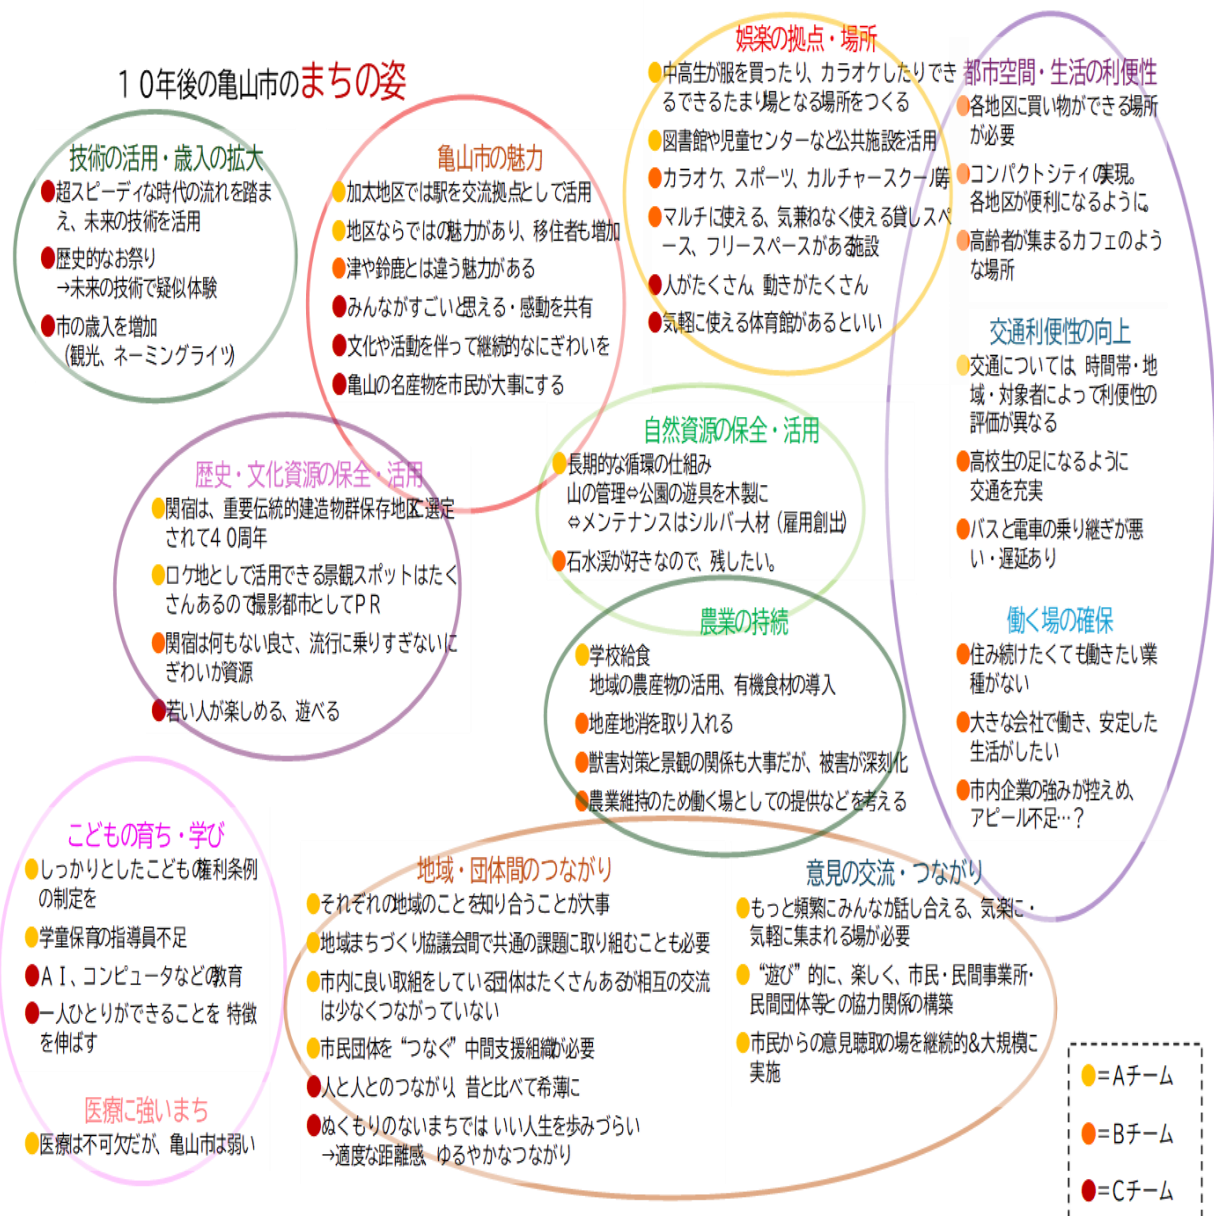 10年後の亀山市のまちの姿
技術の活用・歳入の拡大
超スピーディな時代の流れを踏ま
え、未来の技術を活用
歴史的なお祭り
→未来の技術で疑似体験
市の歳入を増加
（観光、ネーミングライツ）
亀山市の魅力
加太地区では駅を交流拠点として活用
地区ならではの魅力があり、移住者も増加
津や鈴鹿とは違う魅力がある
みんながすごいと思える・感動を共有
文化や活動を伴って継続的なにぎわいを
亀山の名産物を市民が大事にする
娯楽の拠点・場所
中高生が服を買ったり、カラオケしたりでき
るできるたまり場となる場所をつくる
図書館や児童センターなど公共施設を活用
カラオケ、スポーツ、カルチャースクール等
マルチに使える、気兼ねなく使える貸しスペ
ース、フリースペースがある施設
人がたくさん、動きがたくさん
気軽に使える体育館があるといい
都市空間・生活の利便性
各地区に買い物ができる場所
が必要
コンパクトシティの実現。
各地区が便利になるように。
高齢者が集まるカフェのよう
な場所
交通利便性の向上
交通については、時間帯・地
域・対象者によって利便性の
評価が異なる
高校生の足になるように
交通を充実
バスと電車の乗り継ぎが悪
い・遅延あり
働く場の確保
住み続けたくても働きたい業
種がない
大きな会社で働き、安定した
生活がしたい
市内企業の強みが控えめ、
アピール不足…？
歴史・文化資源の保全・活用
関宿は、重要伝統的建造物群保存地区に選定
されて40周年
ロケ地として活用できる景観スポットはたく
さんあるので撮影都市としてPR
関宿は何もない良さ、流行に乗りすぎないに
ぎわいが資源
若い人が楽しめる、遊べる
自然資源の保全・活用
長期的な循環の仕組み
山の管理⇔公園の遊具を木製に
⇔メンテナンスはシルバー人材（雇用創出）
石水渓が好きなので、残したい。
農業の持続
学校給食
地域の農産物の活用、有機食材の導入
地産地消を取り入れる
獣害対策と景観の関係も大事だが、被害が深刻化
農業維持のため働く場としての提供などを考える
こどもの育ち・学び
しっかりとしたこどもの権利条例
の制定を
学童保育の指導員不足
AI、コンピュータなどの教育
一人ひとりができることを、特徴
を伸ばす
医療に強いまち
医療は不可欠だが、亀山市は弱い
地域・団体間のつながり
それぞれの地域のことを知り合うことが大事
地域まちづくり協議会間で共通の課題に取り組むことも必要
市内に良い取組をしている団体はたくさんあるが相互の交流
は少なくつながっていない
市民団体を“つなぐ”中間支援組織が必要
人と人とのつながり、昔と比べて希薄に
ぬくもりのないまちでは、いい人生を歩みづらい
→適度な距離感、ゆるやかなつながり
意見の交流・つながり
もっと頻繁にみんなが話し合える、気楽に・
気軽に集まれる場が必要
“遊び”的に、楽しく、市民・民間事業所・
民間団体等との協力関係の構築
市民からの意見聴取の場を継続的&大規模に
実施
=Aチーム
=Bチーム
=Cチーム